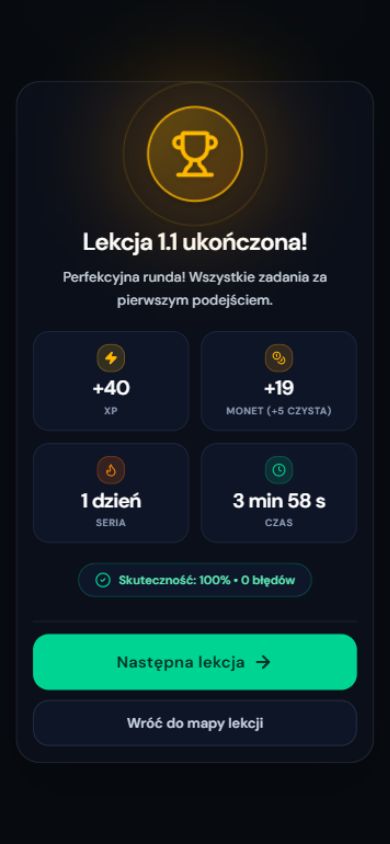 Lekcja 1.1 ukończona!
Perfekcyjna runda! Wszystkie zadania za
pierwszym podejściem.
+40
XP
+19
MONET (+5 CZYSTA)
1 dzień
SERIA
3 min 58 s
CZAS
Skuteczność: 100% • 0 błędów
Następna lekcja →
Wróć do mapy lekcji